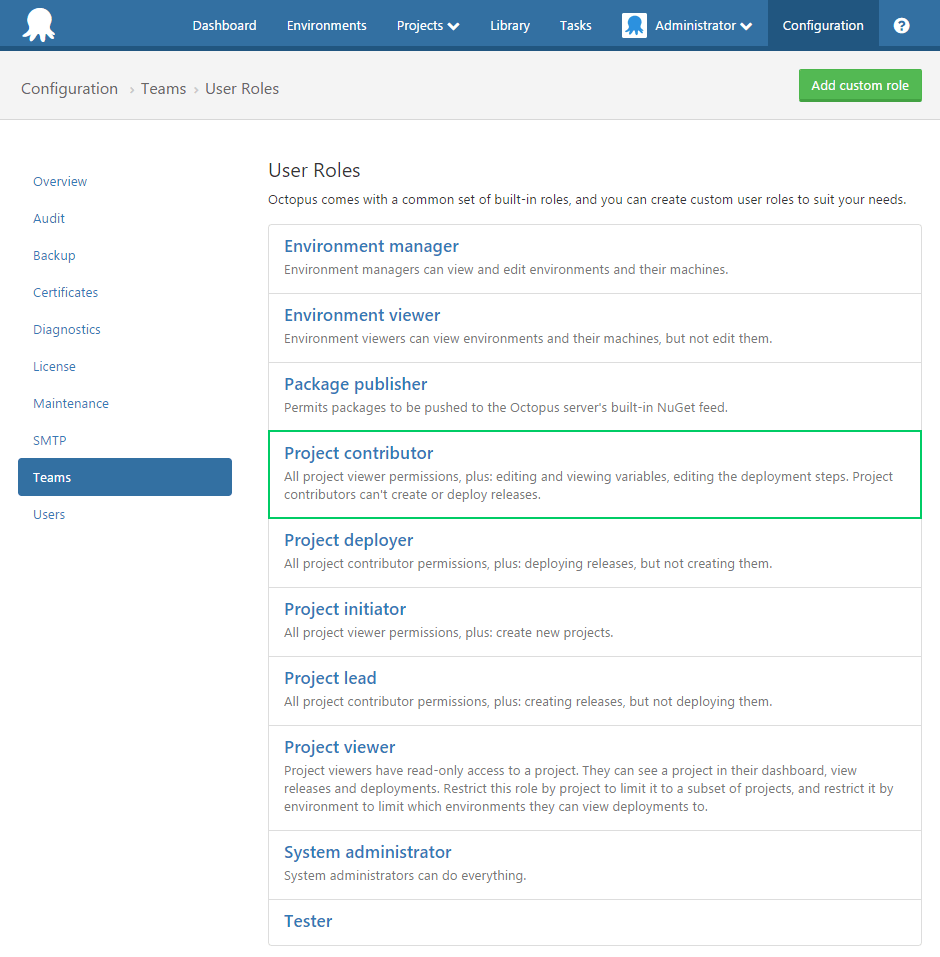 Dashboard Environments Projects Library Tasks Administrator Configuration ?
Configuration › Teams › User Roles
Add custom role
Overview
Audit
Backup
Certificates
Diagnostics
License
Maintenance
SMTP
Teams
Users
User Roles
Octopus comes with a common set of built-in roles, and you can create custom user roles to suit your needs.
Environment manager
Environment managers can view and edit environments and their machines.
Environment viewer
Environment viewers can view environments and their machines, but not edit them.
Package publisher
Permits packages to be pushed to the Octopus server's built-in NuGet feed.
Project contributor
All project viewer permissions, plus: editing and viewing variables, editing the deployment steps. Project
contributors can't create or deploy releases.
Project deployer
All project contributor permissions, plus: deploying releases, but not creating them.
Project initiator
All project viewer permissions, plus: create new projects.
Project lead
All project contributor permissions, plus: creating releases, but not deploying them.
Project viewer
Project viewers have read-only access to a project. They can see a project in their dashboard, view
releases and deployments. Restrict this role by project to limit it to a subset of projects, and restrict it by
environment to limit which environments they can view deployments to.
System administrator
System administrators can do everything.
Tester